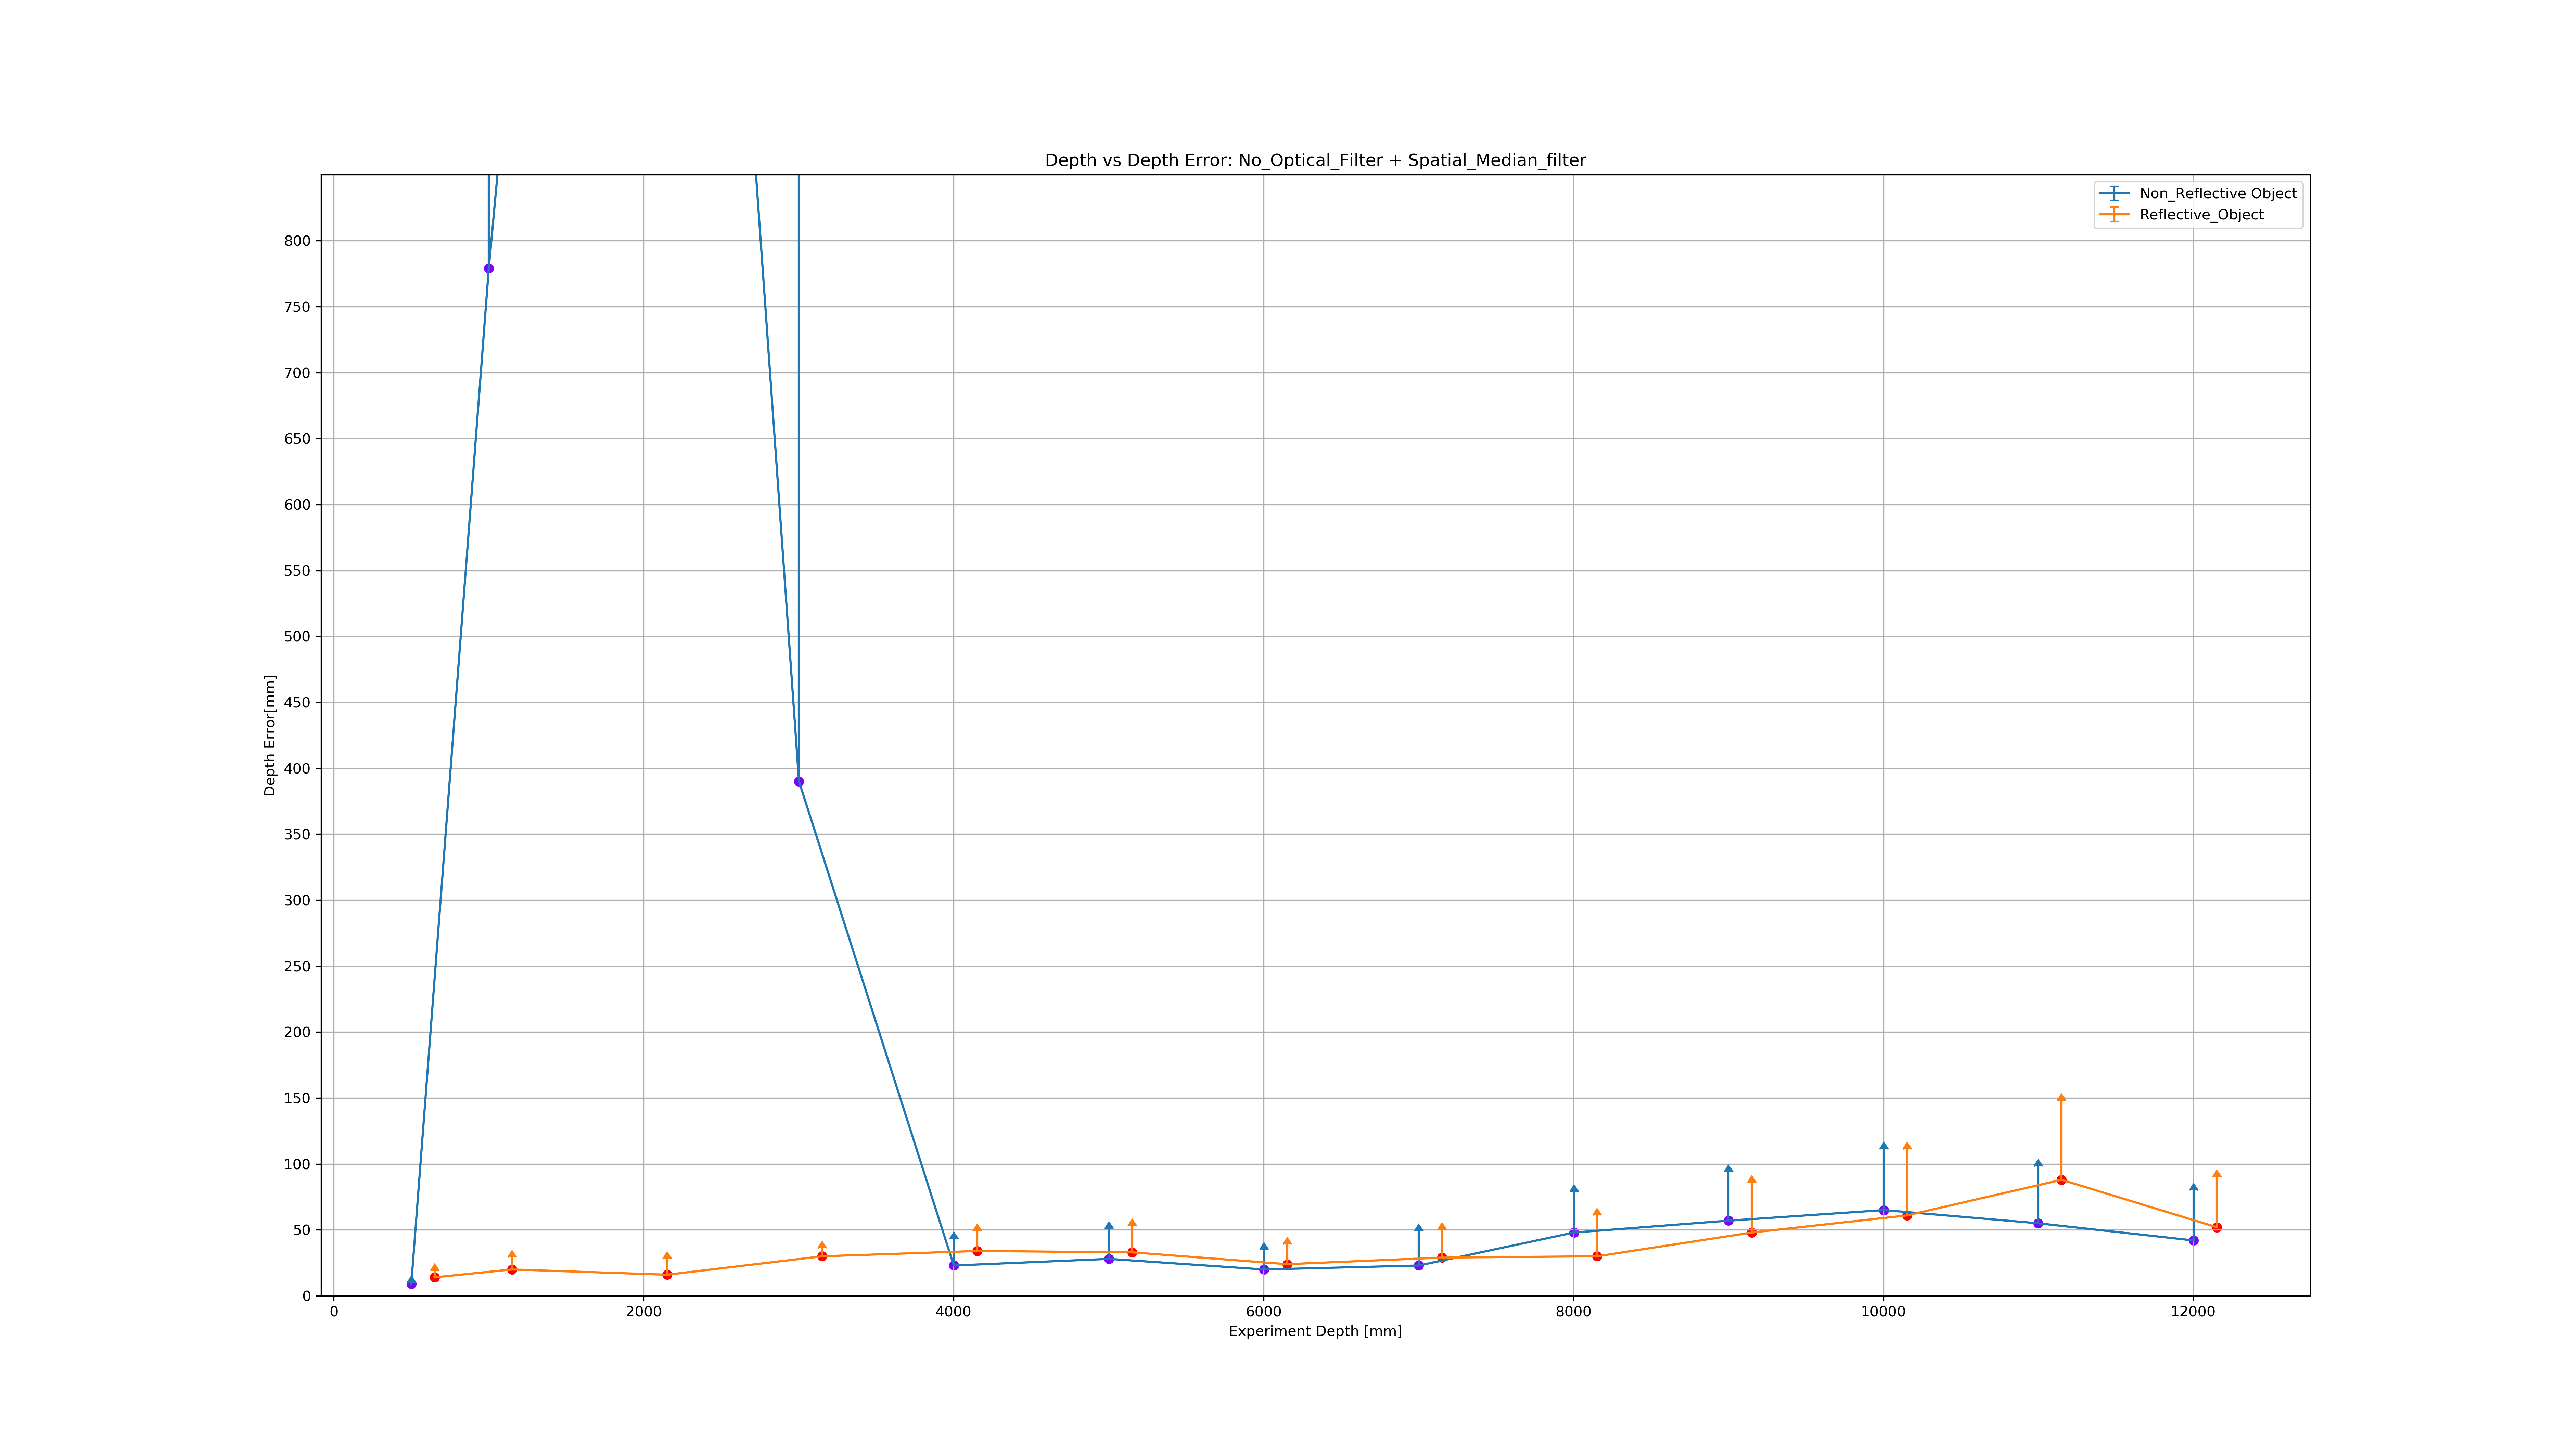 Depth vs Depth Error: No_Optical_Filter + Spatial_Median_filter
Non_Reflective Object
Reflective_Object
Depth Error[mm]
800
750
700
650
600
550
500
450
400
350
300
250
200
150
100
50
0
0 2000 4000 6000 8000 10000 12000
Experiment Depth [mm]